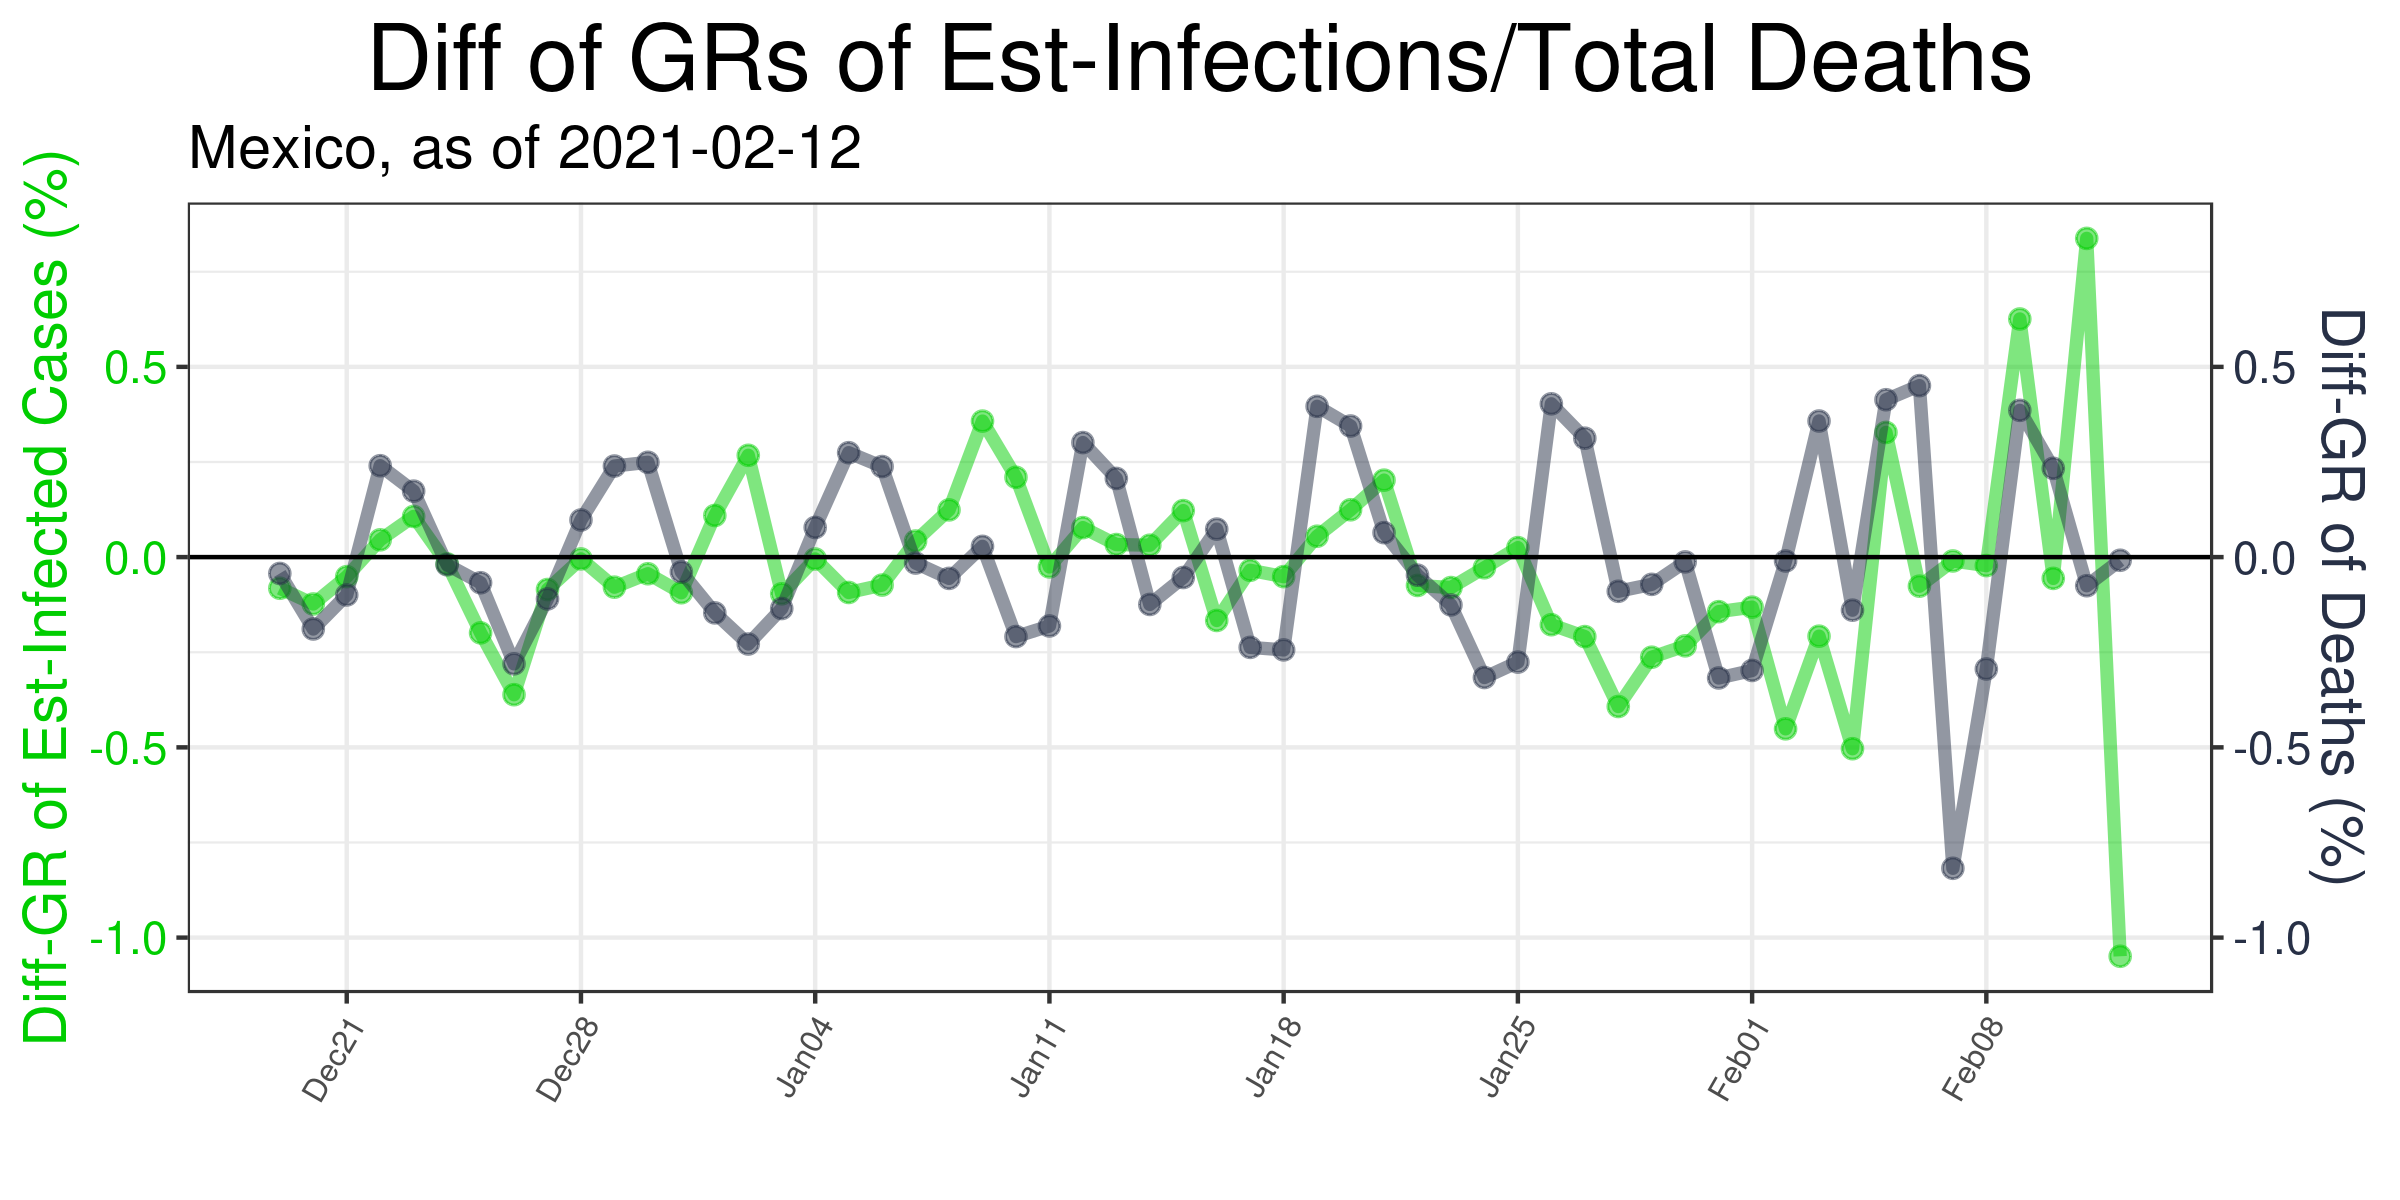 Diff of GRs of Est-Infections/Total Deaths
Mexico, as of 2021-02-12
Diff-GR of Est-Infected Cases (%)
0.5
0.0
-0.5
-1.0
0.5
0.0
-0.5
-1.0
Diff-GR of Deaths (%)
Dec21
Dec28
Jan04
Jan11
Jan18
Jan25
Feb01
Feb08